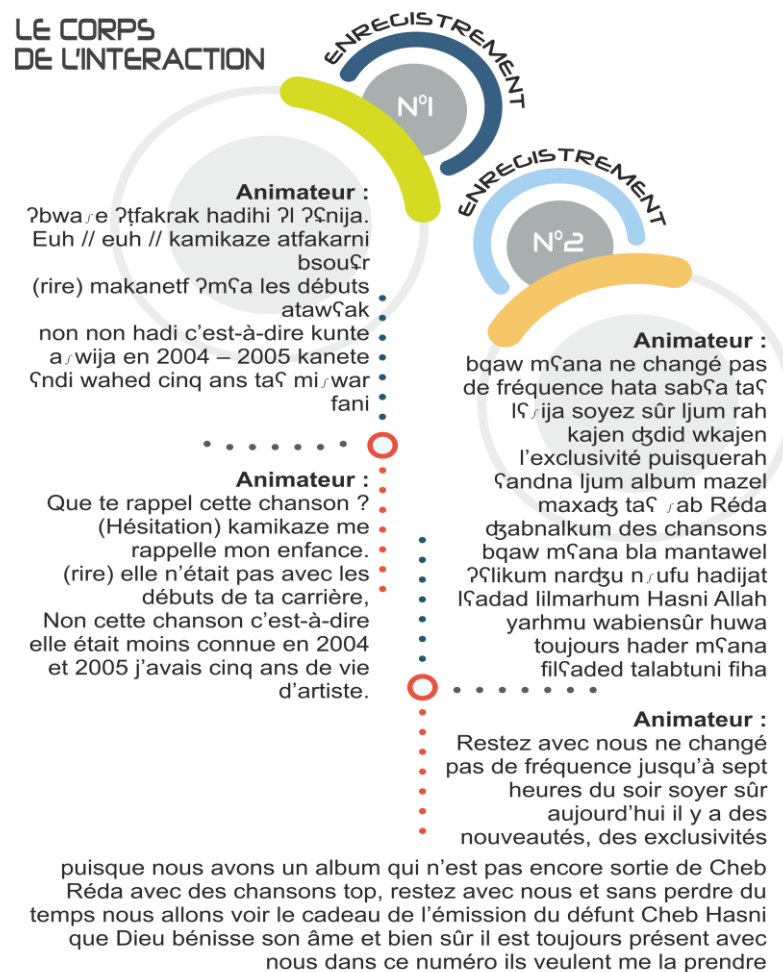 LE CORPS
DE L'INTERACTION
ENREGISTREMENT
N°1
Animateur :
ʔbwaʃe ʔṭfakrak hadihi ʔl ʔʕnija.
Euh // euh // kamikaze atfakarni
bsouʕr
(rire) makanetf ʔmʕa les débuts
atawʕak
non non hadi c'est-à-dire kunte
aʃwija en 2004 – 2005 kanete
ʕndi wahed cinq ans taʕ miʃwar
fani
Animateur :
Que te rappel cette chanson ?
(Hésitation) kamikaze me
rappelle mon enfance.
(rire) elle n'était pas avec les
débuts de ta carrière,
Non cette chanson c'est-à-dire
elle était moins connue en 2004
et 2005 j'avais cinq ans de vie
d'artiste.
ENREGISTREMENT
N°2
Animateur :
bqaw mʕana ne changé pas
de fréquence hata sabʕa taʕ
lʕʃija soyez sûr ljum rah
kajen ʤdid wkajen
l'exclusivité puisquerah
ʕandna ljum album mazel
maxaʤ taʕ ʃab Réda
ʤabnalkum des chansons
bqaw mʕana bla mantawel
ʔʕlikum narʤu nʃufu hadijat
lʕadad lilmarhum Hasni Allah
yarhmu wabiensûr huwa
toujours hader mʕana
filʕaded talabtuni fiha
Animateur :
Restez avec nous ne changé
pas de fréquence jusqu'à sept
heures du soir soyer sûr
aujourd'hui il y a des
nouveautés, des exclusivités
puisque nous avons un album qui n'est pas encore sortie de Cheb
Réda avec des chansons top, restez avec nous et sans perdre du
temps nous allons voir le cadeau de l'émission du défunt Cheb Hasni
que Dieu bénisse son âme et bien sûr il est toujours présent avec
nous dans ce numéro ils veulent me la prendre